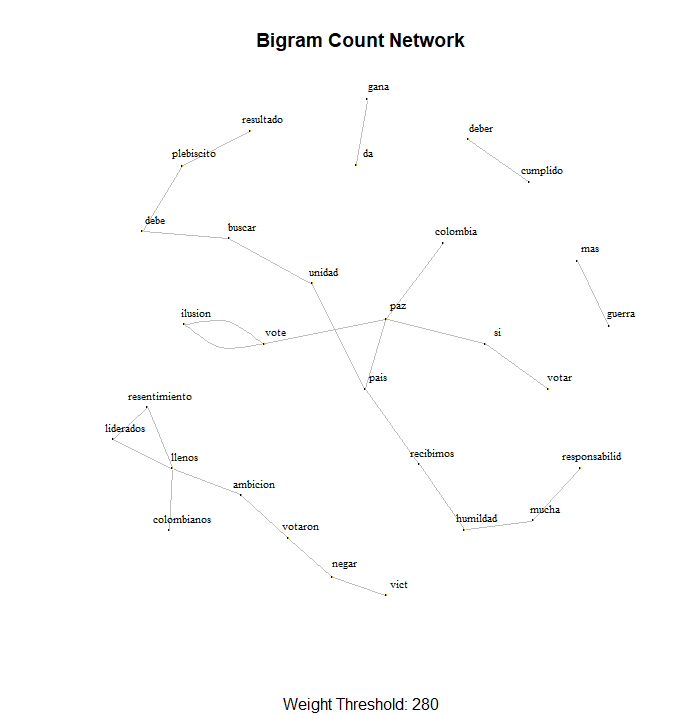 Bigram Count Network
gana
resultado
deber
plebiscito
da
cumplido
debe
buscar
colombia
mas
unidad
paz
ilusion
guerra
vote
si
pais
votar
resentimiento
liderados
recibimos
llenos
responsabilid
ambicion
mucha
colombianos
humildad
votaron
negar
vict
Weight Threshold: 280